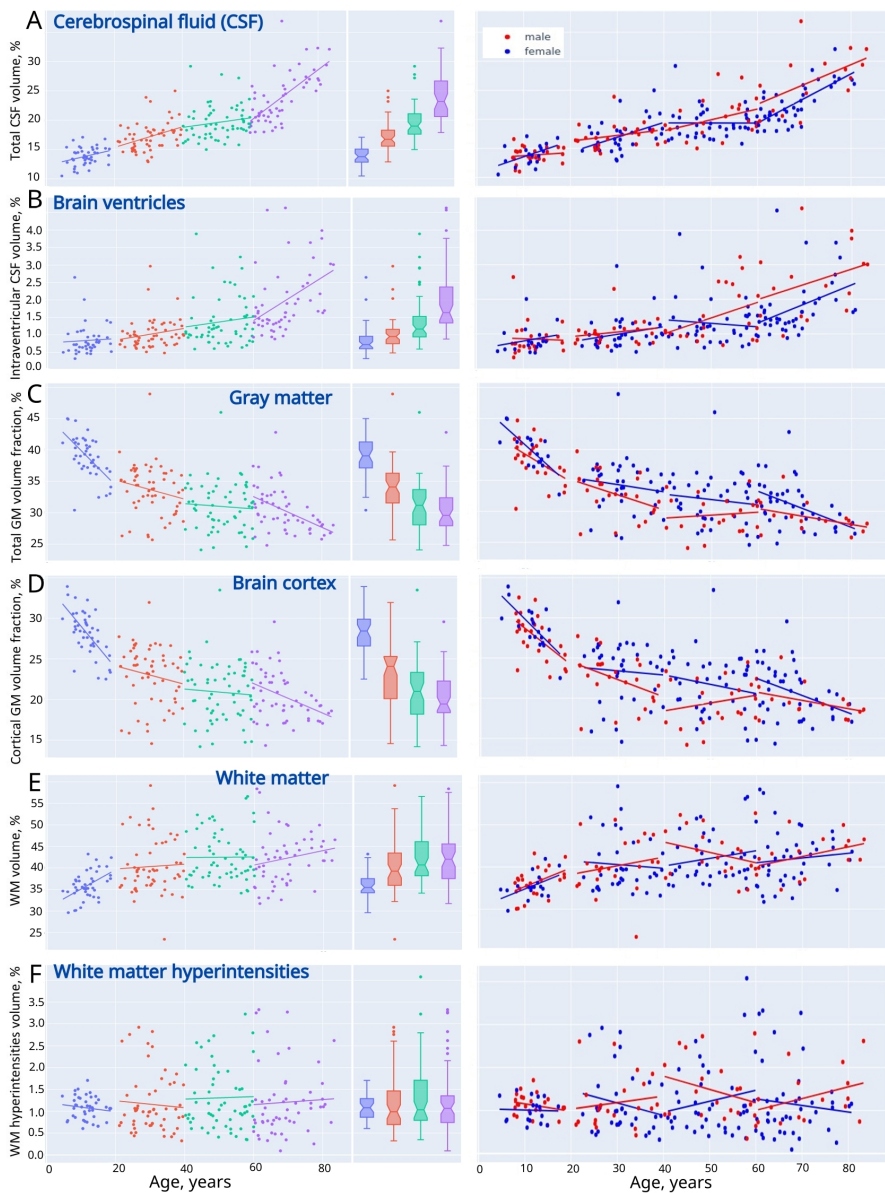 A
Cerebrospinal fluid (CSF)
Total CSF volume, %
30
25
20
15
10
male
female
B
Brain ventricles
Intraventricular CSF volume, %
4.0
3.5
3.0
2.5
2.0
1.5
1.0
0.5
0.0
C
Gray matter
Total GM volume fraction, %
45
40
35
30
25
D
Brain cortex
Cortical GM volume fraction, %
30
25
20
15
E
White matter
WM volume, %
55
50
45
40
35
30
25
F
White matter hyperintensities
WM hyperintensities volume, %
3.5
3.0
2.5
2.0
1.5
1.0
0.5
0.0
0 20 40 60 80
Age, years
0 10 20 30 40 50 60 70 80
Age, years